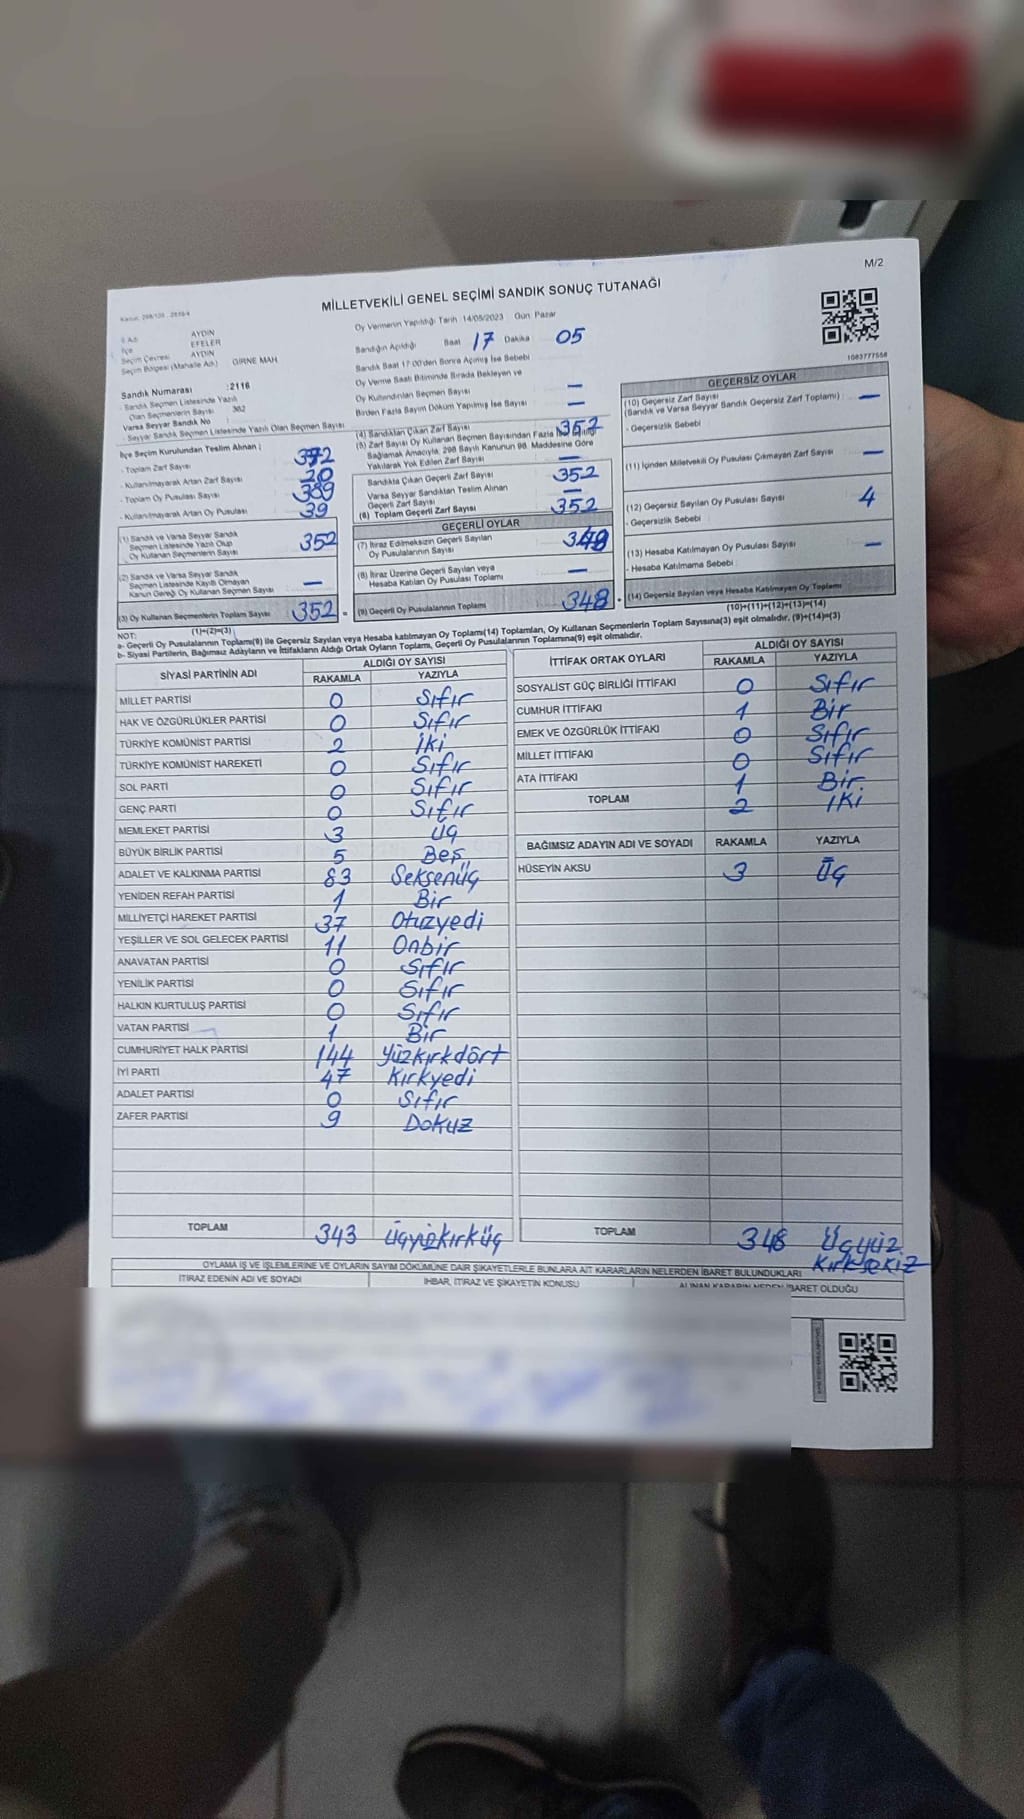 M/2
MİLLETVEKİLİ GENEL SEÇİMİ SANDIK SONUÇ TUTANAĞI
İl Adı AYDIN
İlçe EFELER
Seçim Çevresi AYDIN
Seçim Bölgesi (Mahalle Adı) GİRNE MAH
Sandık Numarası :2116
- Sandık Seçmen Listesinde Yazılı
Olan Seçmenlerin Sayısı 382
Varsa Seyyar Sandık No
- Seyyar Sandık Seçmen Listesinde Yazılı Olan Seçmen Sayısı
İlçe Seçim Kurulundan Teslim Alınan ;
- Toplam Zarf Sayısı 372
- Kullanılmayarak Artan Zarf Sayısı 20
- Toplam Oy Pusulası Sayısı 389
- Kullanılmayarak Artan Oy Pusulası 39
(1) Sandık ve Varsa Seyyar Sandık
Seçmen Listesinde Yazılı Olup
Oy Kullanan Seçmenlerin Sayısı 352
(2) Sandık ve Varsa Seyyar Sandık
Seçmen Listesinde Kayıtlı Olmayan
Kanun Gereği Oy Kullanan Seçmen Sayısı —
(3) Oy Kullanan Seçmenlerin Toplam Sayısı 352 =
(1)+(2)=(3)
Oy Vermenin Yapıldığı Tarih : 14/05/2023 Gün: Pazar
Sandığın Açıldığı Saat 17 Dakika 05
Sandık Saat 17:00'den Sonra Açılmış İse Sebebi
Oy Verme Saati Bitiminde Sırada Bekleyen ve
Oy Kullandırılan Seçmen Sayısı —
Birden Fazla Sayım Döküm Yapılmış İse Sayısı —
(4) Sandıktan Çıkan Zarf Sayısı 352
(5) Zarf Sayısı Oy Kullanan Seçmen Sayısından Fazla İse
Sağlamak Amacıyla, 298 Sayılı Kanunun 98. Maddesine Göre
Yakılarak Yok Edilen Zarf Sayısı —
Sandıkta Çıkan Geçerli Zarf Sayısı 352
Varsa Seyyar Sandıktan Teslim Alınan
Geçerli Zarf Sayısı —
(6) Toplam Geçerli Zarf Sayısı 352
GEÇERLİ OYLAR
(7) İtiraz Edilmeksizin Geçerli Sayılan
Oy Pusulalarının Sayısı 348
(8) İtiraz Üzerine Geçerli Sayılan veya
Hesaba Katılan Oy Pusulası Toplamı —
(9) Geçerli Oy Pusulalarının Toplamı 348 +
1083777558
GEÇERSİZ OYLAR
(10) Geçersiz Zarf Sayısı
(Sandık ve Varsa Seyyar Sandık Geçersiz Zarf Toplamı) : —
- Geçersizlik Sebebi
(11) İçinden Milletvekili Oy Pusulası Çıkmayan Zarf Sayısı —
(12) Geçersiz Sayılan Oy Pusulası Sayısı 4
- Geçersizlik Sebebi :
(13) Hesaba Katılmayan Oy Pusulası Sayısı —
- Hesaba Katılmama Sebebi :
(14) Geçersiz Sayılan veya Hesaba Katılmayan Oy Toplamı
(10)+(11)+(12)+(13)=(14)
NOT:
a- Geçerli Oy Pusulalarının Toplamı(9) ile Geçersiz Sayılan veya Hesaba katılmayan Oy Toplamı(14) Toplamları, Oy Kullanan Seçmenlerin Toplam Sayısına(3) eşit olmalıdır. (9)+(14)=(3)
b- Siyasi Partilerin, Bağımsız Adayların ve İttifakların Aldığı Ortak Oyların Toplamı, Geçerli Oy Pusulalarının Toplamına(9) eşit olmalıdır.
SİYASİ PARTİNİN ADI ALDIĞI OY SAYISI
RAKAMLA YAZIYLA
MİLLET PARTİSİ 0 Sıfır
HAK VE ÖZGÜRLÜKLER PARTİSİ 0 Sıfır
TÜRKİYE KOMÜNİST PARTİSİ 2 İki
TÜRKİYE KOMÜNİST HAREKETİ 0 Sıfır
SOL PARTİ 0 Sıfır
GENÇ PARTİ 0 Sıfır
MEMLEKET PARTİSİ 3 Üç
BÜYÜK BİRLİK PARTİSİ 5 Beş
ADALET VE KALKINMA PARTİSİ 83 Seksenüç
YENİDEN REFAH PARTİSİ 1 Bir
MİLLİYETÇİ HAREKET PARTİSİ 37 Otuzyedi
YEŞİLLER VE SOL GELECEK PARTİSİ 11 Onbir
ANAVATAN PARTİSİ 0 Sıfır
YENİLİK PARTİSİ 0 Sıfır
HALKIN KURTULUŞ PARTİSİ 0 Sıfır
VATAN PARTİSİ 1 Bir
CUMHURİYET HALK PARTİSİ 144 Yüzkırkdört
İYİ PARTİ 47 Kırkyedi
ADALET PARTİSİ 0 Sıfır
ZAFER PARTİSİ 9 Dokuz
TOPLAM 343 Üçyüzkırküç
İTTİFAK ORTAK OYLARI ALDIĞI OY SAYISI
RAKAMLA YAZIYLA
SOSYALİST GÜÇ BİRLİĞİ İTTİFAKI 0 Sıfır
CUMHUR İTTİFAKI 1 Bir
EMEK VE ÖZGÜRLÜK İTTİFAKI 0 Sıfır
MİLLET İTTİFAKI 0 Sıfır
ATA İTTİFAKI 1 Bir
TOPLAM 2 İki
BAĞIMSIZ ADAYIN ADI VE SOYADI RAKAMLA YAZIYLA
HÜSEYİN AKSU 3 Üç
TOPLAM 348 Üçyüz
Kırksekiz
OYLAMA İŞ VE İŞLEMLERİNE VE OYLARIN SAYIM DÖKÜMÜNE DAİR ŞİKAYETLERLE BUNLARA AİT KARARLARIN NELERDEN İBARET BULUNDUKLARI
İTİRAZ EDENİN ADI VE SOYADI İHBAR, İTİRAZ VE ŞİKAYETİN KONUSU ALINAN KARARIN NEDEN İBARET OLDUĞU